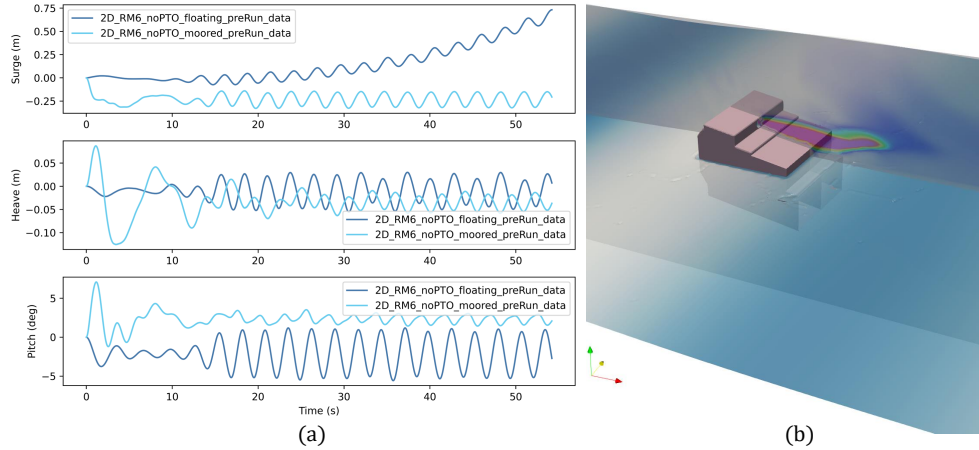 0.75
0.50
0.25
0.00
−0.25
Surge (m)
2D_RM6_noPTO_floating_preRun_data
2D_RM6_noPTO_moored_preRun_data
0 10 20 30 40 50
0.05
0.00
−0.05
−0.10
Heave (m)
2D_RM6_noPTO_floating_preRun_data
2D_RM6_noPTO_moored_preRun_data
0 10 20 30 40 50
5
0
−5
Pitch (deg)
2D_RM6_noPTO_floating_preRun_data
2D_RM6_noPTO_moored_preRun_data
0 10 20 30 40 50
Time (s)
(a)
(b)